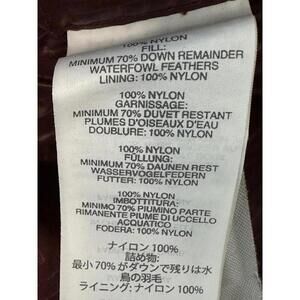 100% NYLON
FILL:
MINIMUM 70% DOWN REMAINDER
WATERFOWL FEATHERS
LINING: 100% NYLON
100% NYLON
GARNISSAGE:
MINIMUM 70% DUVET RESTANT
PLUMES D'OISEAUX D'EAU
DOUBLURE: 100% NYLON
100% NYLON
FÜLLUNG:
MINIMUM 70% DAUNEN REST
WASSERVOGELFEDERN
FUTTER: 100% NYLON
100% NYLON
IMBOTTITURA:
MINIMO 70% PIUMINO PARTE
RIMANENTE PIUME DI UCCELLO
ACQUATICO
FODERA: 100% NYLON
ナイロン 100%
詰め物:
最小 70% がダウンで残りは水
鳥の羽毛
ライニング: ナイロン 100%